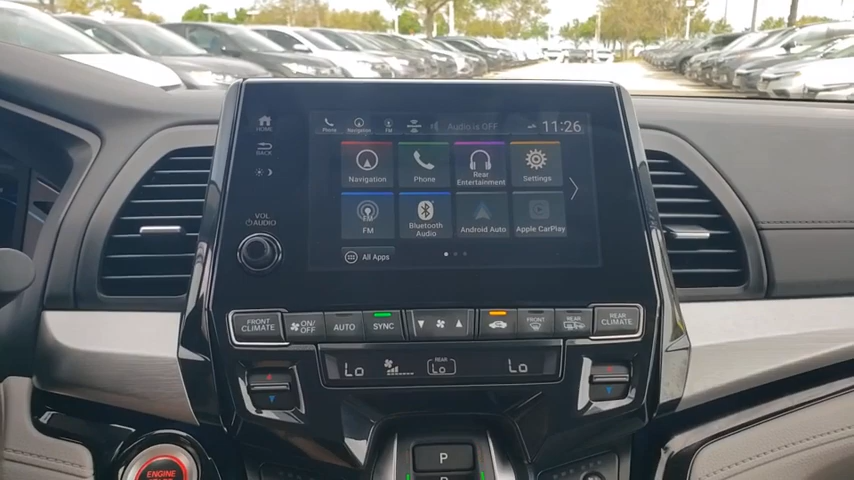 HOME
Phone Navigation FM Audio is OFF 11:26
BACK
Navigation Phone Rear Entertainment Settings
VOL
AUDIO
FM Bluetooth Audio Android Auto Apple CarPlay
All Apps
FRONT CLIMATE ON/OFF AUTO SYNC FRONT REAR REAR CLIMATE
REAR
Lo Lo Lo
ENGINE
P